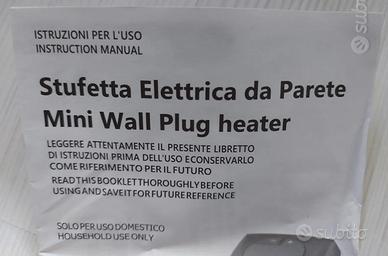 ISTRUZIONI PER L'USO
INSTRUCTION MANUAL
Stufetta Elettrica da Parete
Mini Wall Plug heater
LEGGERE ATTENTAMENTE IL PRESENTE LIBRETTO
DI ISTRUZIONI PRIMA DELL'USO ECONSERVARLO
COME RIFERIMENTO PER IL FUTURO
READ THIS BOOKLET THOROUGHLY BEFORE
USING AND SAVE IT FOR FUTURE REFERENCE
SOLO PER USO DOMESTICO
HOUSEHOLD USE ONLY
subito